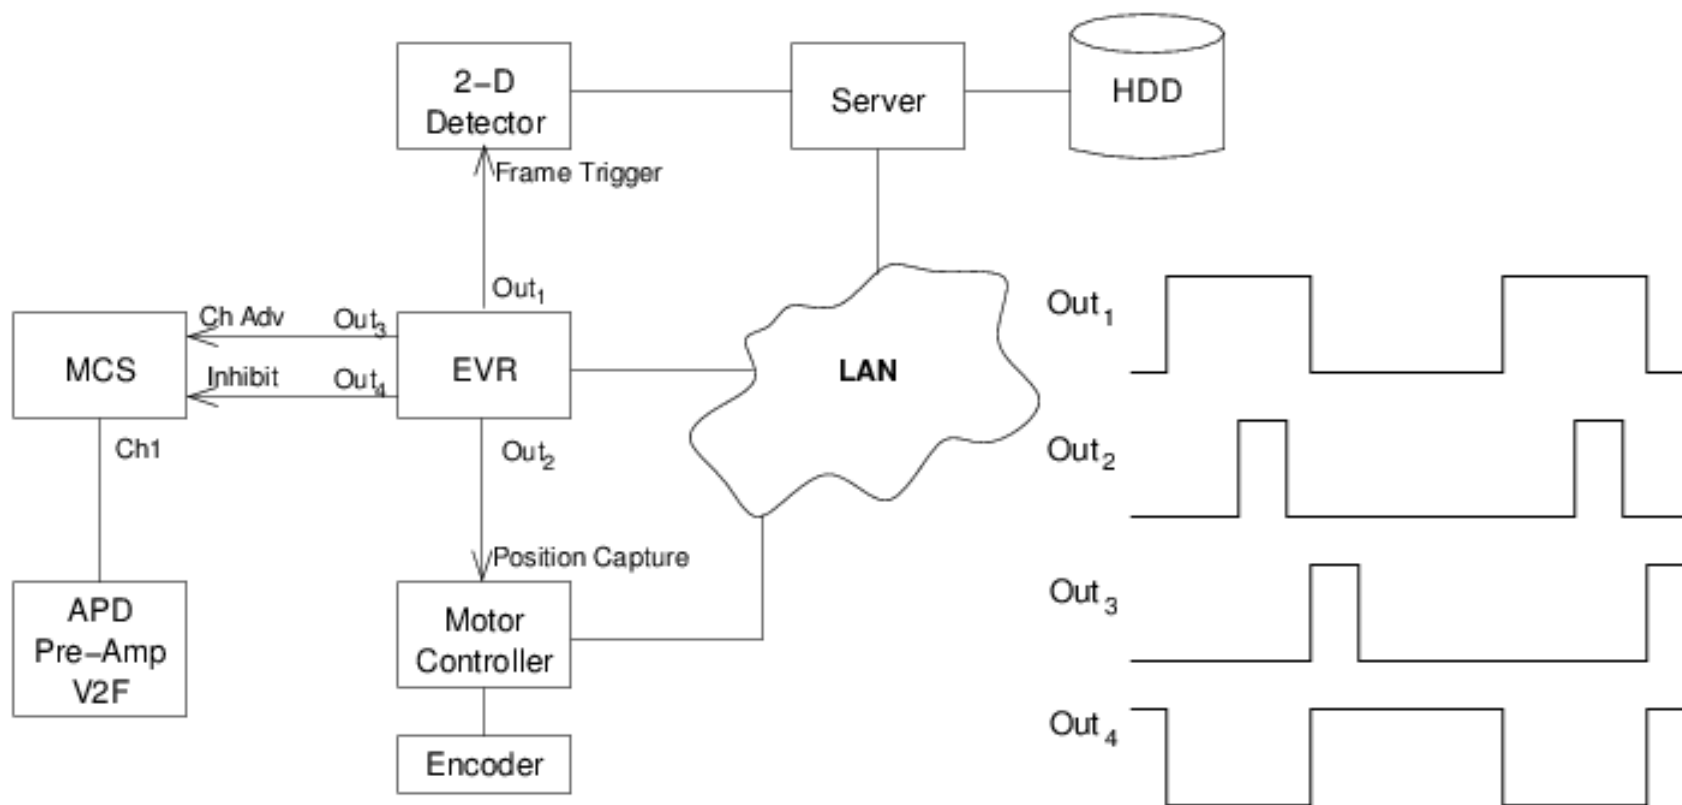 2-D
Detector
Server
HDD
Frame Trigger
Out1
Ch Adv
Out3
MCS
EVR
LAN
Inhibit
Out4
Ch1
Out2
Position Capture
APD
Pre-Amp
V2F
Motor
Controller
Encoder
Out1
Out2
Out3
Out4